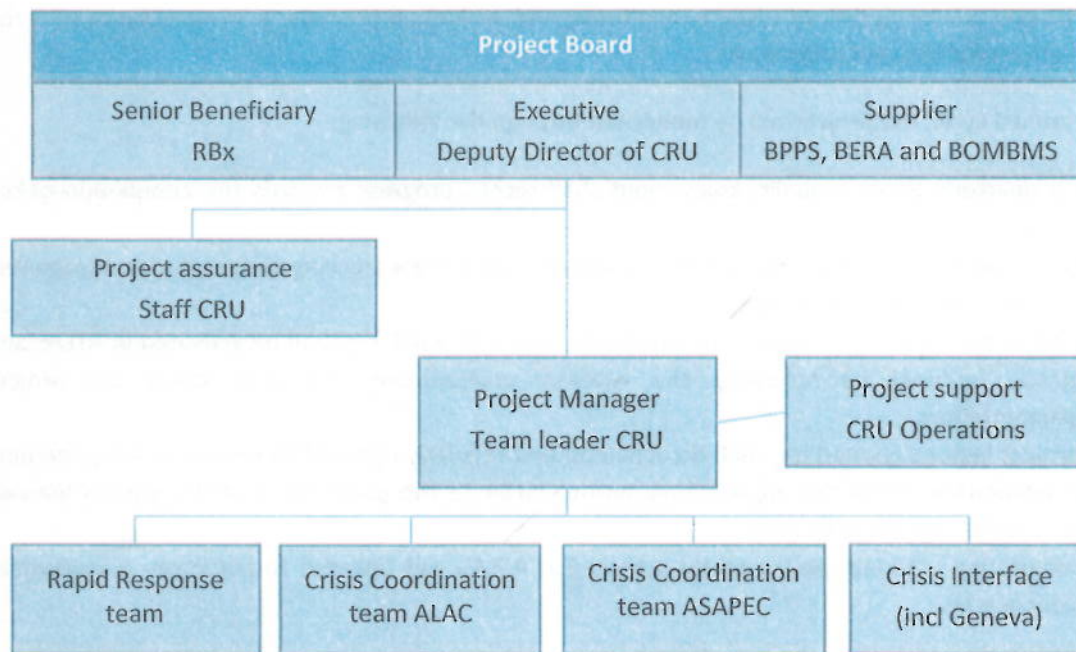 Project Board
Senior Beneficiary
RBx
Executive
Deputy Director of CRU
Supplier
BPPS, BERA and BOMBMS
Project assurance
Staff CRU
Project Manager
Team leader CRU
Project support
CRU Operations
Rapid Response
team
Crisis Coordination
team ALAC
Crisis Coordination
team ASAPEC
Crisis Interface
(incl Geneva)